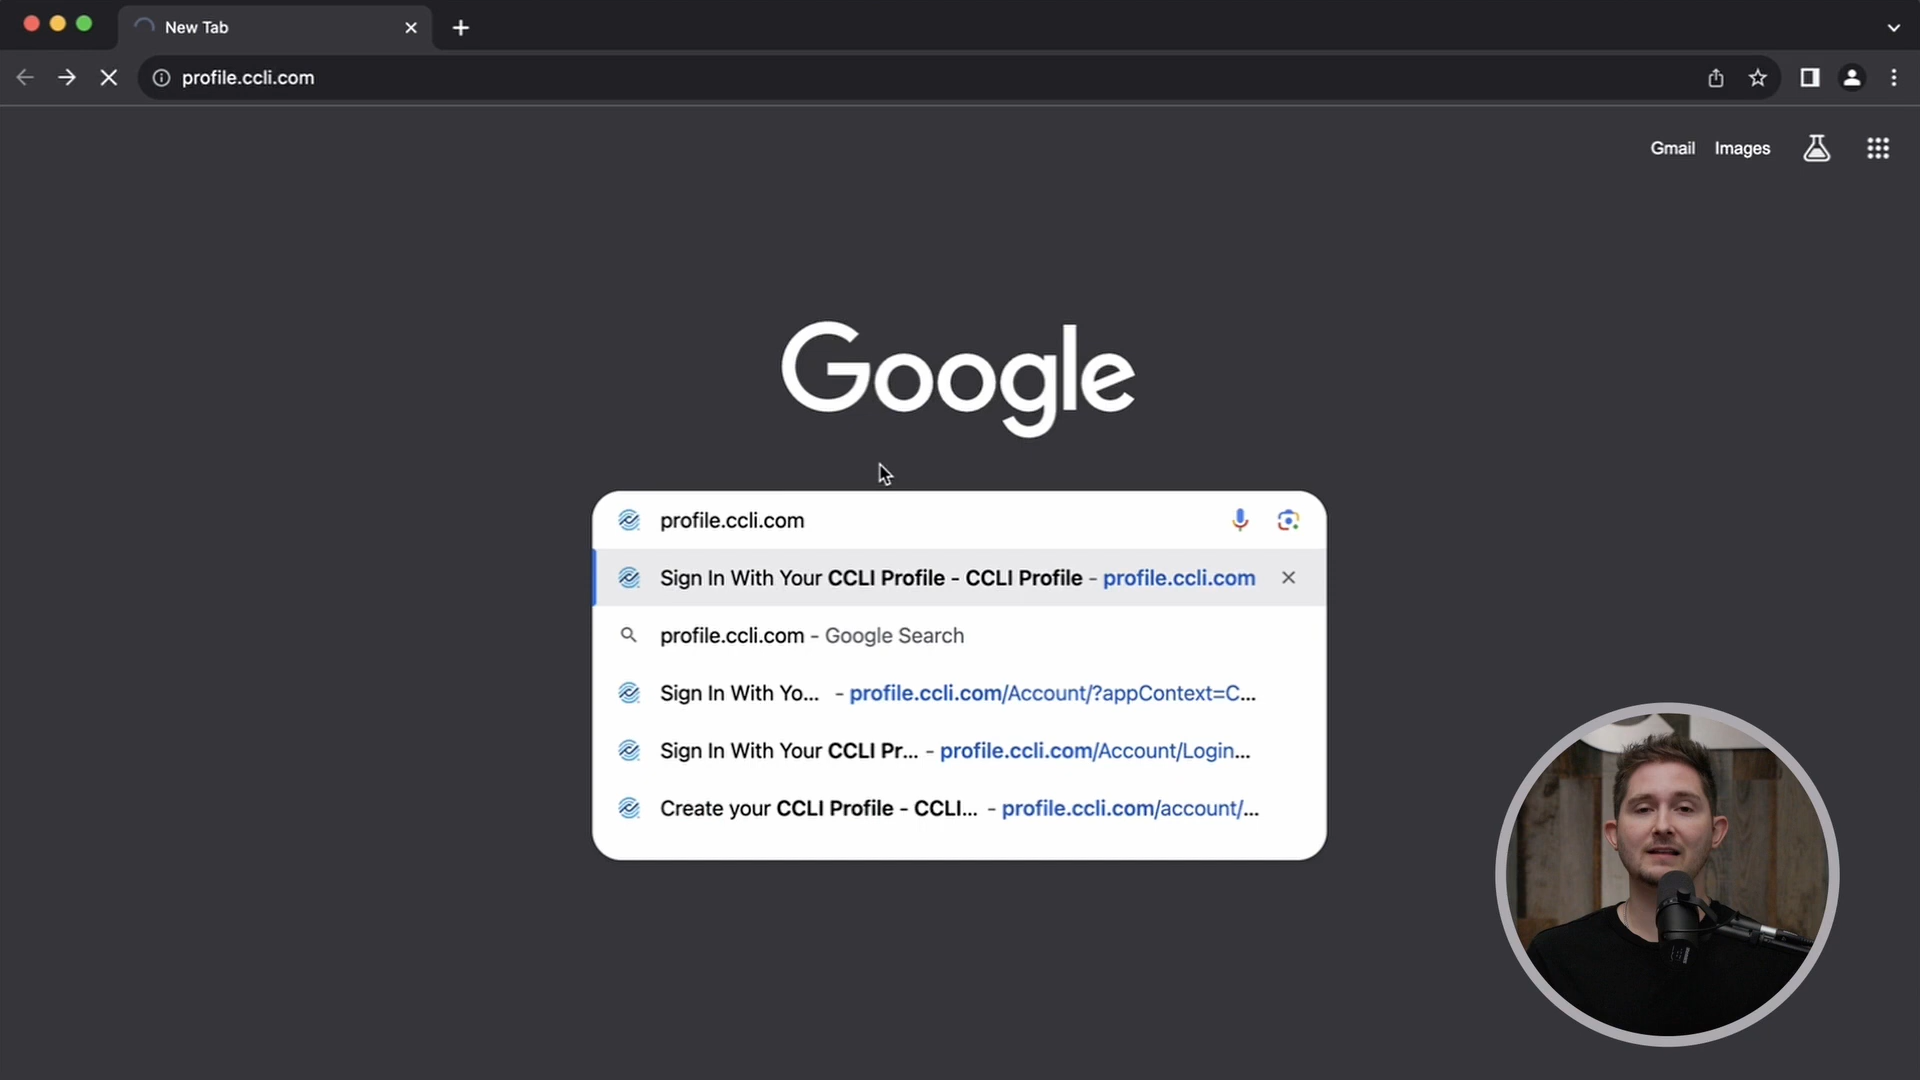 New Tab
profile.ccli.com
Gmail Images
Google
profile.ccli.com
Sign In With Your CCLI Profile - CCLI Profile - profile.ccli.com
profile.ccli.com - Google Search
Sign In With Yo... - profile.ccli.com/Account/?appContext=C...
Sign In With Your CCLI Pr... - profile.ccli.com/Account/Login...
Create your CCLI Profile - CCLI... - profile.ccli.com/account/...